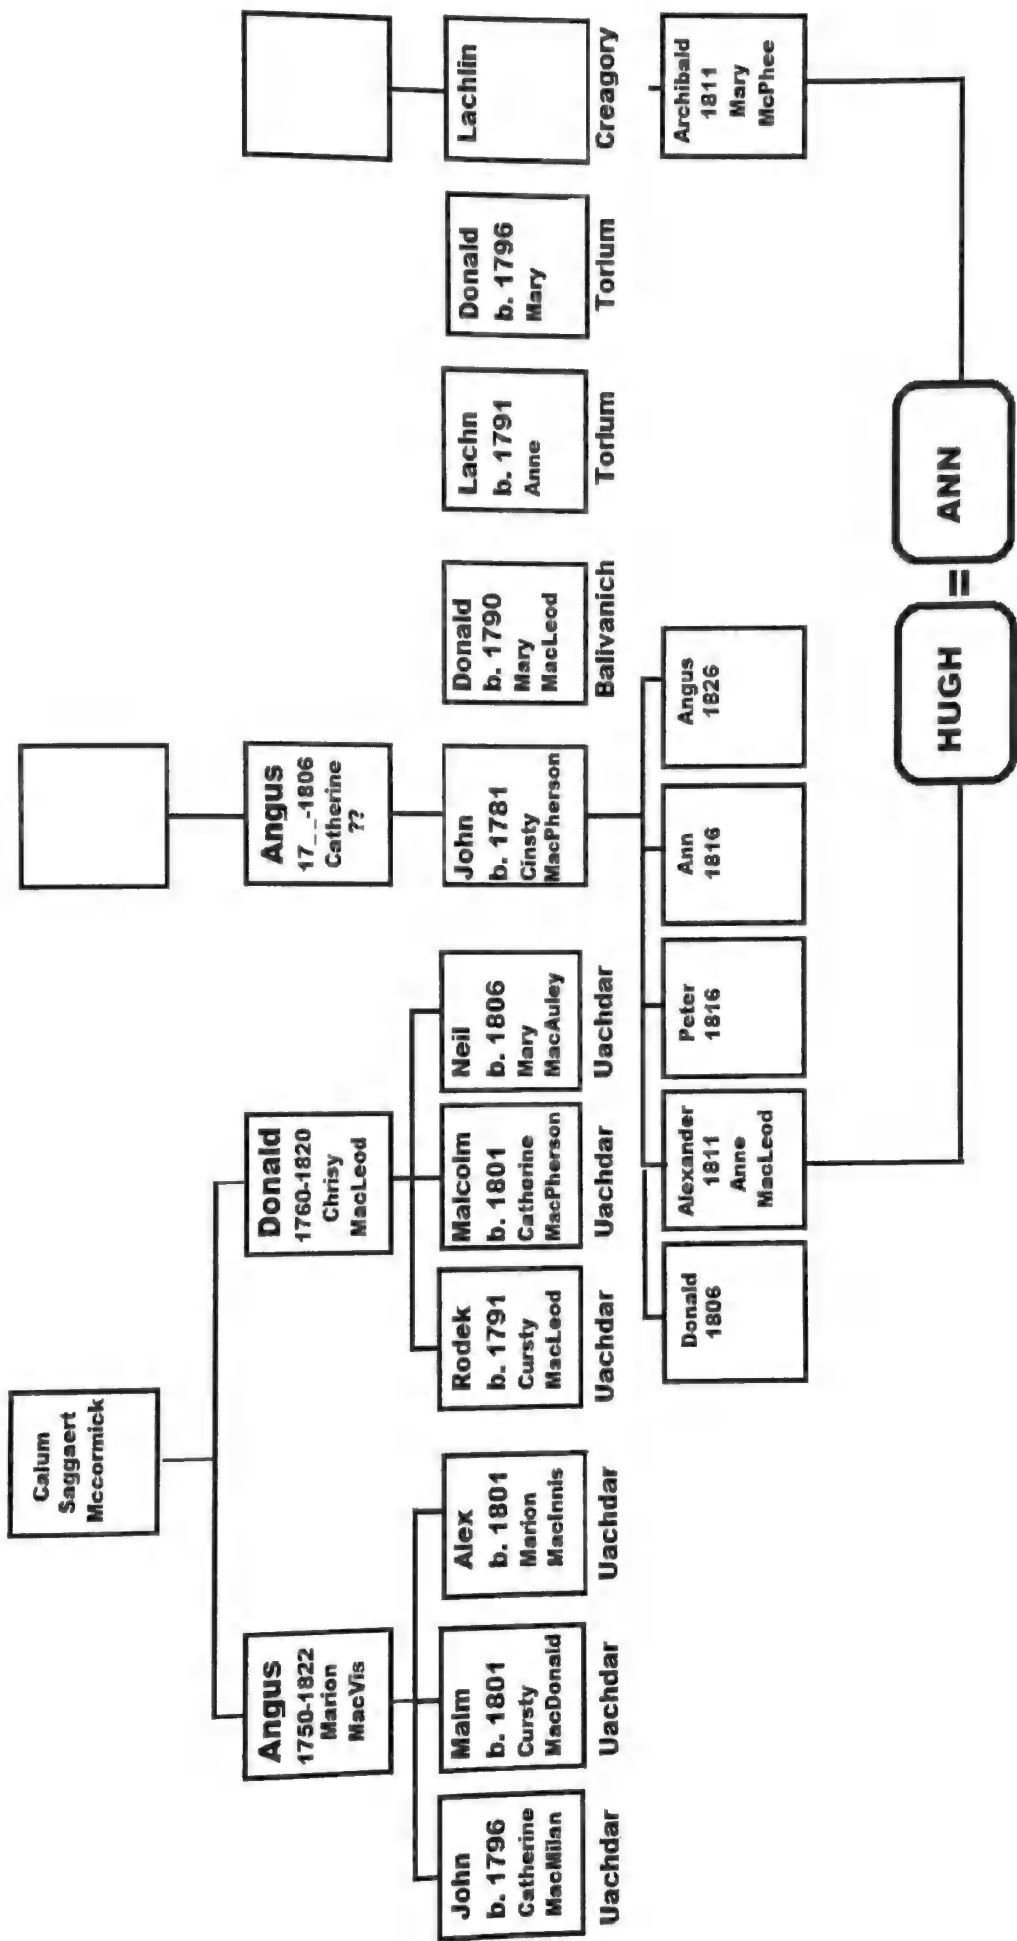 Calum
Saggaert
Mccormick
Angus
1750-1822
Marion
MacVis
Donald
1760-1820
Chrisy
MacLeod
Angus
17_ _-1806
Catherine
??
John
b. 1796
Catherine
MacMilan
Uachdar
Malm
b. 1801
Cursty
MacDonald
Uachdar
Alex
b. 1801
Marion
MacInnis
Uachdar
Rodek
b. 1791
Cursty
MacLeod
Uachdar
Malcolm
b. 1801
Catherine
MacPherson
Uachdar
Neil
b. 1806
Mary
MacAuley
Uachdar
John
b. 1781
Cinsty
MacPherson
Donald
b. 1790
Mary
MacLeod
Balivanich
Lachn
b. 1791
Anne
Torlum
Donald
b. 1796
Mary
Torlum
Lachlin
Creagory
Donald
1806
Alexander
1811
Anne
MacLeod
Peter
1816
Ann
1816
Angus
1826
Archibald
1811
Mary
McPhee
HUGH = ANN